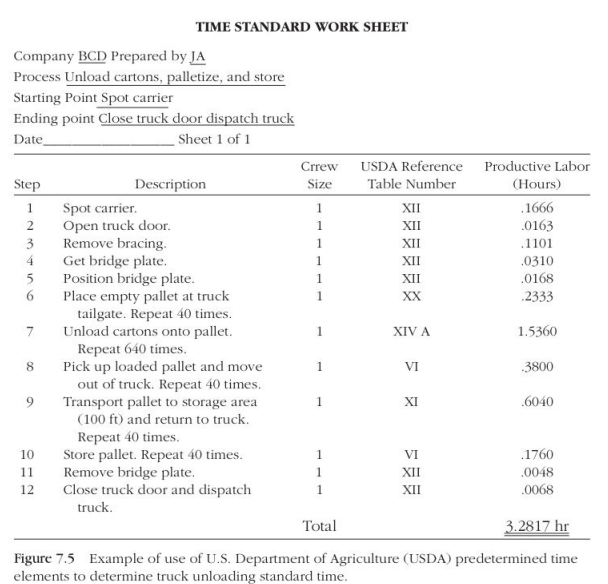 TIME STANDARD WORK SHEET
Company BCD Prepared by JA
Process Unload cartons, palletize, and store
Starting Point Spot carrier
Ending point Close truck door dispatch truck
Date__________________ Sheet 1 of 1
Crrew USDA Reference Productive Labor
Step Description Size Table Number (Hours)
1 Spot carrier. 1 XII .1666
2 Open truck door. 1 XII .0163
3 Remove bracing. 1 XII .1101
4 Get bridge plate. 1 XII .0310
5 Position bridge plate. 1 XII .0168
6 Place empty pallet at truck 1 XX .2333
tailgate. Repeat 40 times.
7 Unload cartons onto pallet. 1 XIV A 1.5360
Repeat 640 times.
8 Pick up loaded pallet and move 1 VI .3800
out of truck. Repeat 40 times.
9 Transport pallet to storage area 1 XI .6040
(100 ft) and return to truck.
Repeat 40 times.
10 Store pallet. Repeat 40 times. 1 VI .1760
11 Remove bridge plate. 1 XII .0048
12 Close truck door and dispatch 1 XII .0068
truck.
Total 3.2817 hr
Figure 7.5 Example of use of U.S. Department of Agriculture (USDA) predetermined time
elements to determine truck unloading standard time.